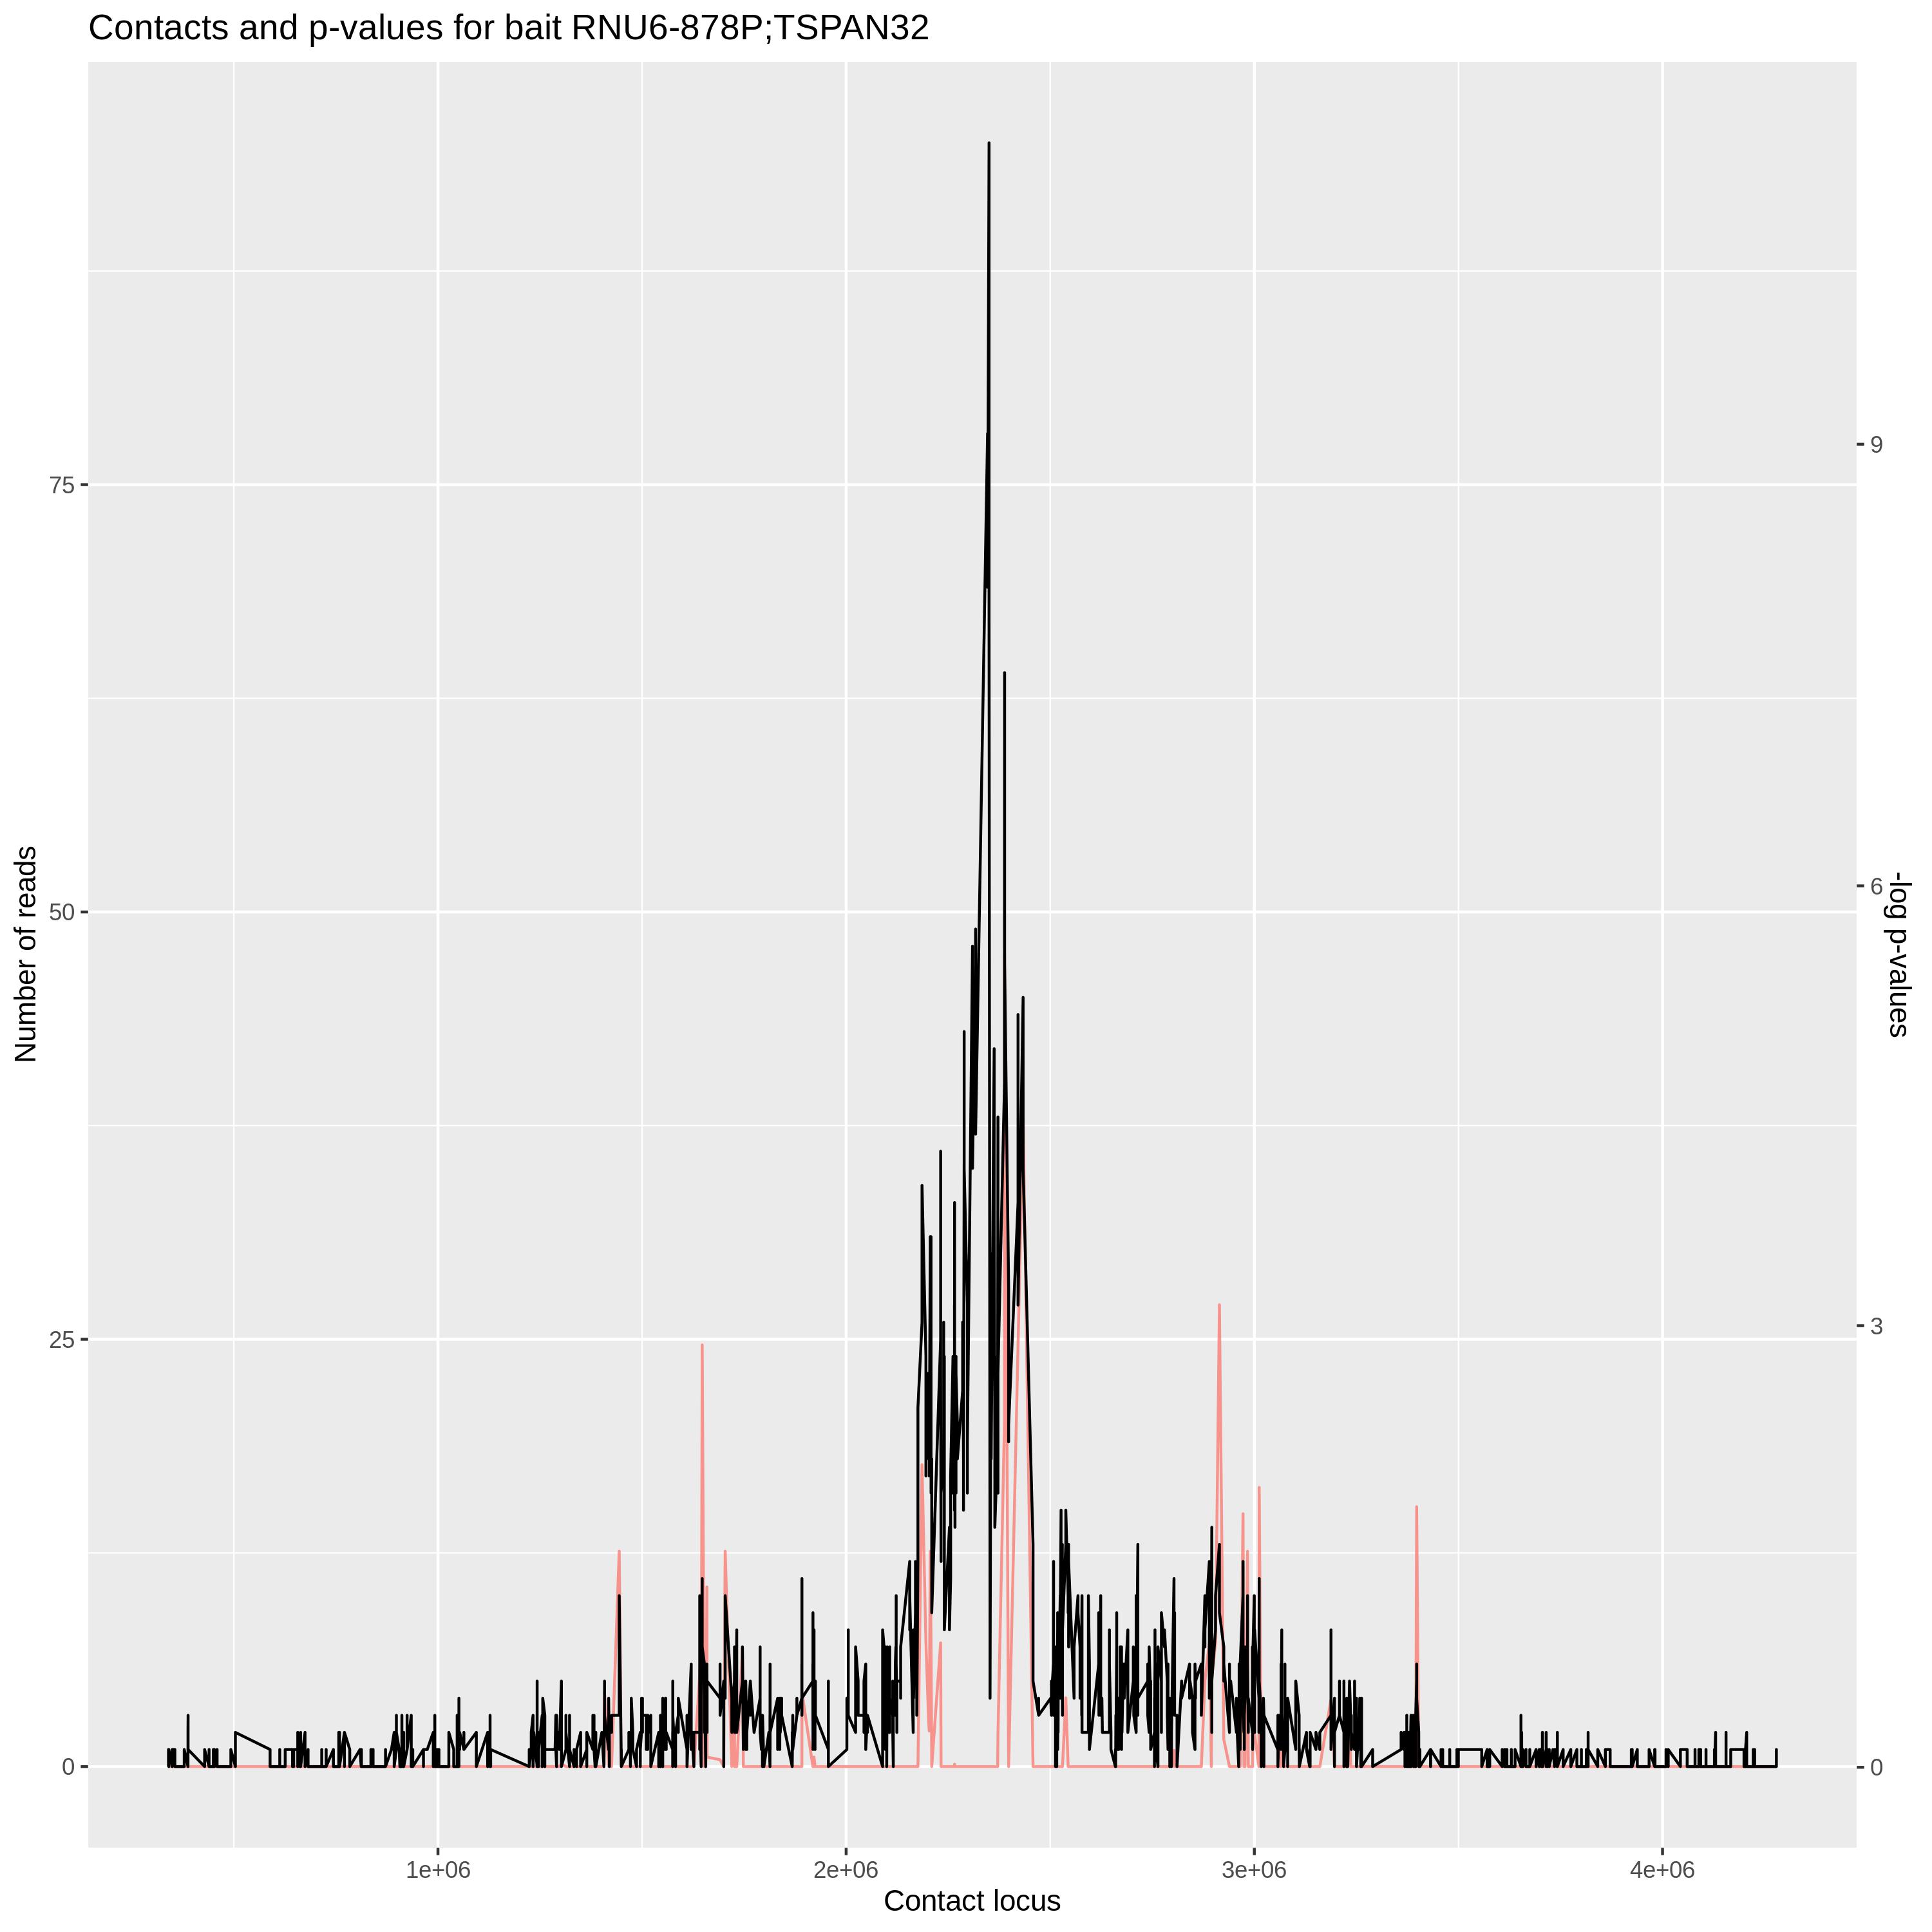 Contacts and p-values for bait RNU6-878P;TSPAN32
Number of reads
75
50
25
0
9
6
3
0
-log p-values
1e+06
2e+06
3e+06
4e+06
Contact locus